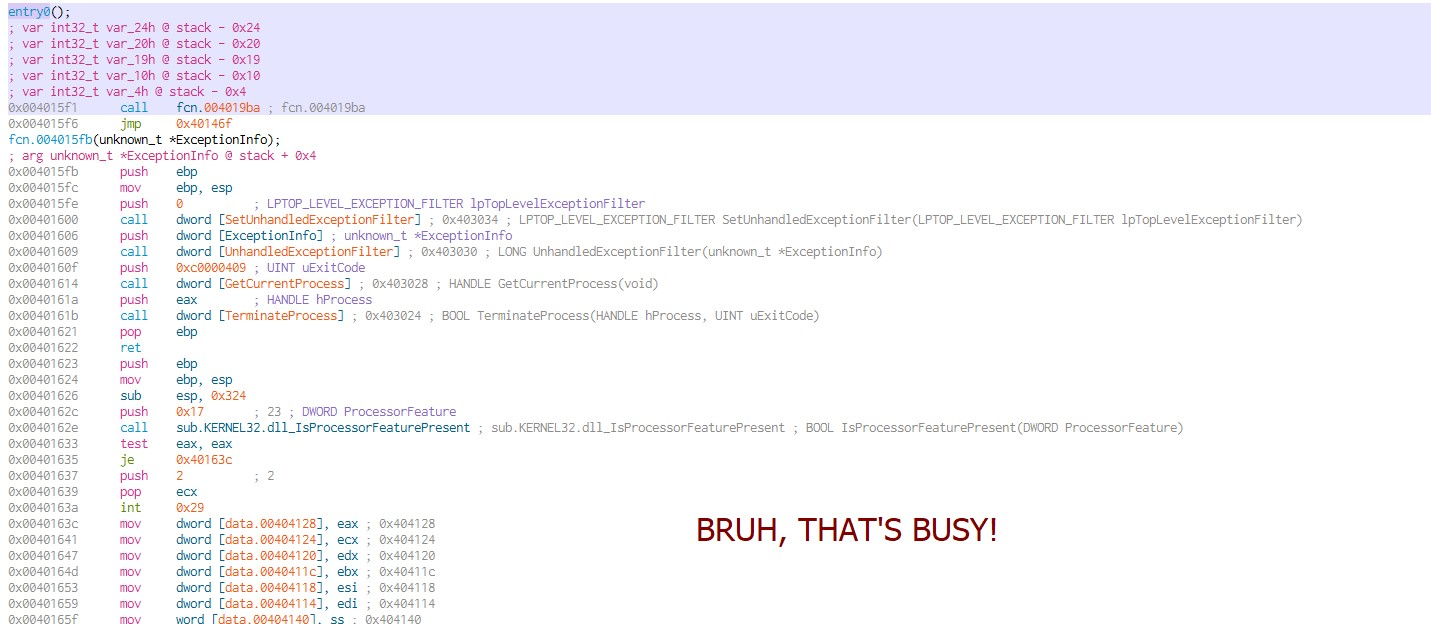 entry0();
; var int32_t var_24h @ stack - 0x24
; var int32_t var_20h @ stack - 0x20
; var int32_t var_19h @ stack - 0x19
; var int32_t var_10h @ stack - 0x10
; var int32_t var_4h @ stack - 0x4
0x004015f1 call fcn.004019ba ; fcn.004019ba
0x004015f6 jmp 0x40146f
fcn.004015fb(unknown_t *ExceptionInfo);
; arg unknown_t *ExceptionInfo @ stack + 0x4
0x004015fb push ebp
0x004015fc mov ebp, esp
0x004015fe push 0 ; LPTOP_LEVEL_EXCEPTION_FILTER lpTopLevelExceptionFilter
0x00401600 call dword [SetUnhandledExceptionFilter] ; 0x403034 ; LPTOP_LEVEL_EXCEPTION_FILTER SetUnhandledExceptionFilter(LPTOP_LEVEL_EXCEPTION_FILTER lpTopLevelExceptionFilter)
0x00401606 push dword [ExceptionInfo] ; unknown_t *ExceptionInfo
0x00401609 call dword [UnhandledExceptionFilter] ; 0x403030 ; LONG UnhandledExceptionFilter(unknown_t *ExceptionInfo)
0x0040160f push 0xc0000409 ; UINT uExitCode
0x00401614 call dword [GetCurrentProcess] ; 0x403028 ; HANDLE GetCurrentProcess(void)
0x0040161a push eax ; HANDLE hProcess
0x0040161b call dword [TerminateProcess] ; 0x403024 ; BOOL TerminateProcess(HANDLE hProcess, UINT uExitCode)
0x00401621 pop ebp
0x00401622 ret
0x00401623 push ebp
0x00401624 mov ebp, esp
0x00401626 sub esp, 0x324
0x0040162c push 0x17 ; 23 ; DWORD ProcessorFeature
0x0040162e call sub.KERNEL32.dll_IsProcessorFeaturePresent ; sub.KERNEL32.dll_IsProcessorFeaturePresent ; BOOL IsProcessorFeaturePresent(DWORD ProcessorFeature)
0x00401633 test eax, eax
0x00401635 je 0x40163c
0x00401637 push 2 ; 2
0x00401639 pop ecx
0x0040163a int 0x29
0x0040163c mov dword [data.00404128], eax ; 0x404128
0x00401641 mov dword [data.00404124], ecx ; 0x404124
0x00401647 mov dword [data.00404120], edx ; 0x404120
0x0040164d mov dword [data.0040411c], ebx ; 0x40411c
0x00401653 mov dword [data.00404118], esi ; 0x404118
0x00401659 mov dword [data.00404114], edi ; 0x404114
0x0040165f mov word [data.00404140], ss ; 0x404140
BRUH, THAT'S BUSY!